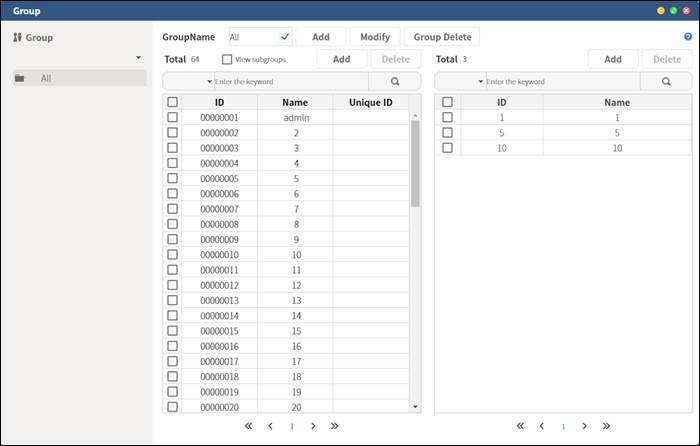 Group
Group
All
GroupName All Add Modify Group Delete
Total 64 View subgroups Add Delete
Enter the keyword
ID Name Unique ID
00000001 admin
00000002 2
00000003 3
00000004 4
00000005 5
00000006 6
00000007 7
00000008 8
00000009 9
00000010 10
00000011 11
00000012 12
00000013 13
00000014 14
00000015 15
00000016 16
00000017 17
00000018 18
00000019 19
00000020 20
1
Total 3 Add Delete
Enter the keyword
ID Name
1 1
5 5
10 10
1